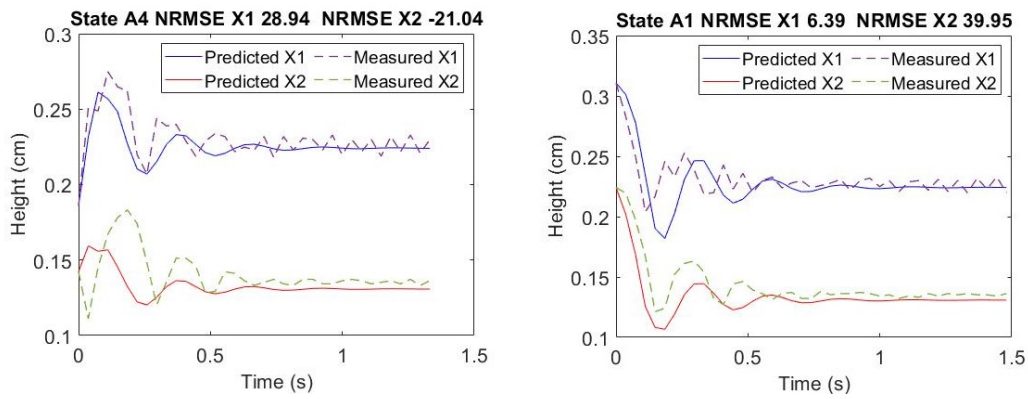 State A4 NRMSE X1 28.94 NRMSE X2 -21.04
0.3
0.25
0.2
0.15
0.1
Height (cm)
Predicted X1
Predicted X2
Measured X1
Measured X2
0
0.5
1
1.5
Time (s)
State A1 NRMSE X1 6.39 NRMSE X2 39.95
0.35
0.3
0.25
0.2
0.15
0.1
Height (cm)
Predicted X1
Predicted X2
Measured X1
Measured X2
0
0.5
1
1.5
Time (s)